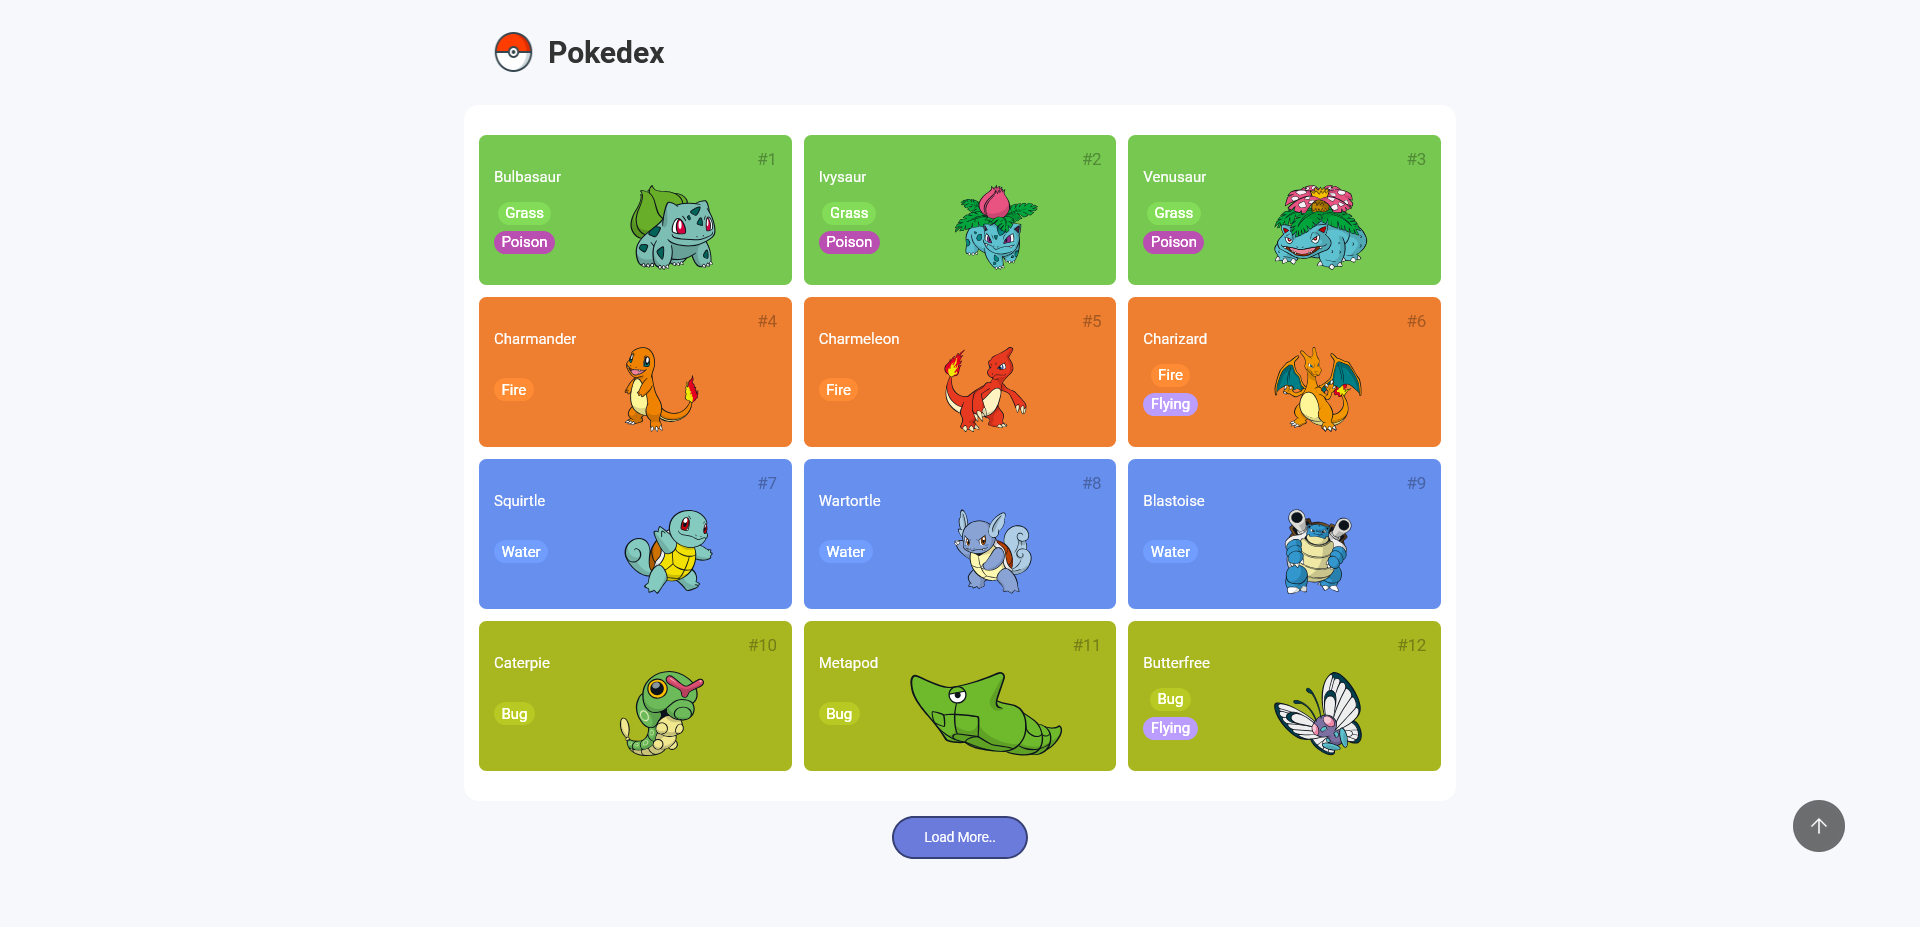 Pokedex
#1
Bulbasaur
Grass
Poison
#2
Ivysaur
Grass
Poison
#3
Venusaur
Grass
Poison
#4
Charmander
Fire
#5
Charmeleon
Fire
#6
Charizard
Fire
Flying
#7
Squirtle
Water
#8
Wartortle
Water
#9
Blastoise
Water
#10
Caterpie
Bug
#11
Metapod
Bug
#12
Butterfree
Bug
Flying
Load More..